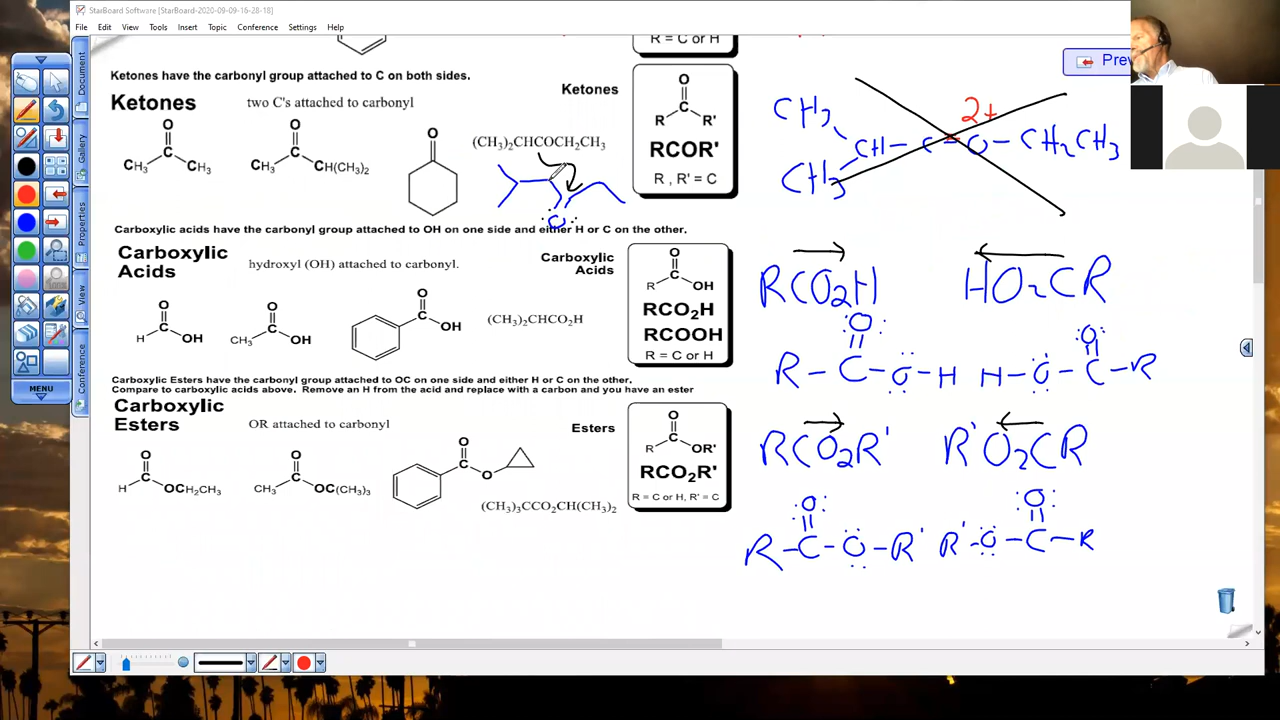 StarBoard Software - [StarBoard-2020-09-09-16-28-18]
File Edit View Tools Insert Topic Conference Settings Help
Document
Gallery
Properties
View
Conference
MENU
R = C or H
Prev
Ketones have the carbonyl group attached to C on both sides.
Ketones
two C's attached to carbonyl
Ketones
O
C
CH₃ CH₃
O
C
CH₃ CH(CH₃)₂
O
(CH₃)₂CHCOCH₂CH₃
O
O
C
R R'
RCOR'
R , R' = C
CH₃
CH₃
CH – C = O – CH₂CH₃
2+
Carboxylic acids have the carbonyl group attached to OH on one side and either H or C on the other.
Carboxylic
Acids
hydroxyl (OH) attached to carbonyl.
Carboxylic
Acids
O
C
H OH
O
C
CH₃ OH
O
C
OH
(CH₃)₂CHCO₂H
O
C
R OH
RCO₂H
RCOOH
R = C or H
RCO₂H HO₂CR
O
R – C – O – H
O
H – O – C – R
Carboxylic Esters have the carbonyl group attached to OC on one side and either H or C on the other.
Compare to carboxylic acids above. Remove an H from the acid and replace with a carbon and you have an ester
Carboxylic
Esters
OR attached to carbonyl
Esters
O
C
H OCH₂CH₃
O
C
CH₃ OC(CH₃)₃
O
C
O
(CH₃)₃CCO₂CH(CH₃)₂
O
C
R OR'
RCO₂R'
R = C or H, R' = C
RCO₂R' R'O₂CR
O
R – C – O – R'
O
R' – O – C – R